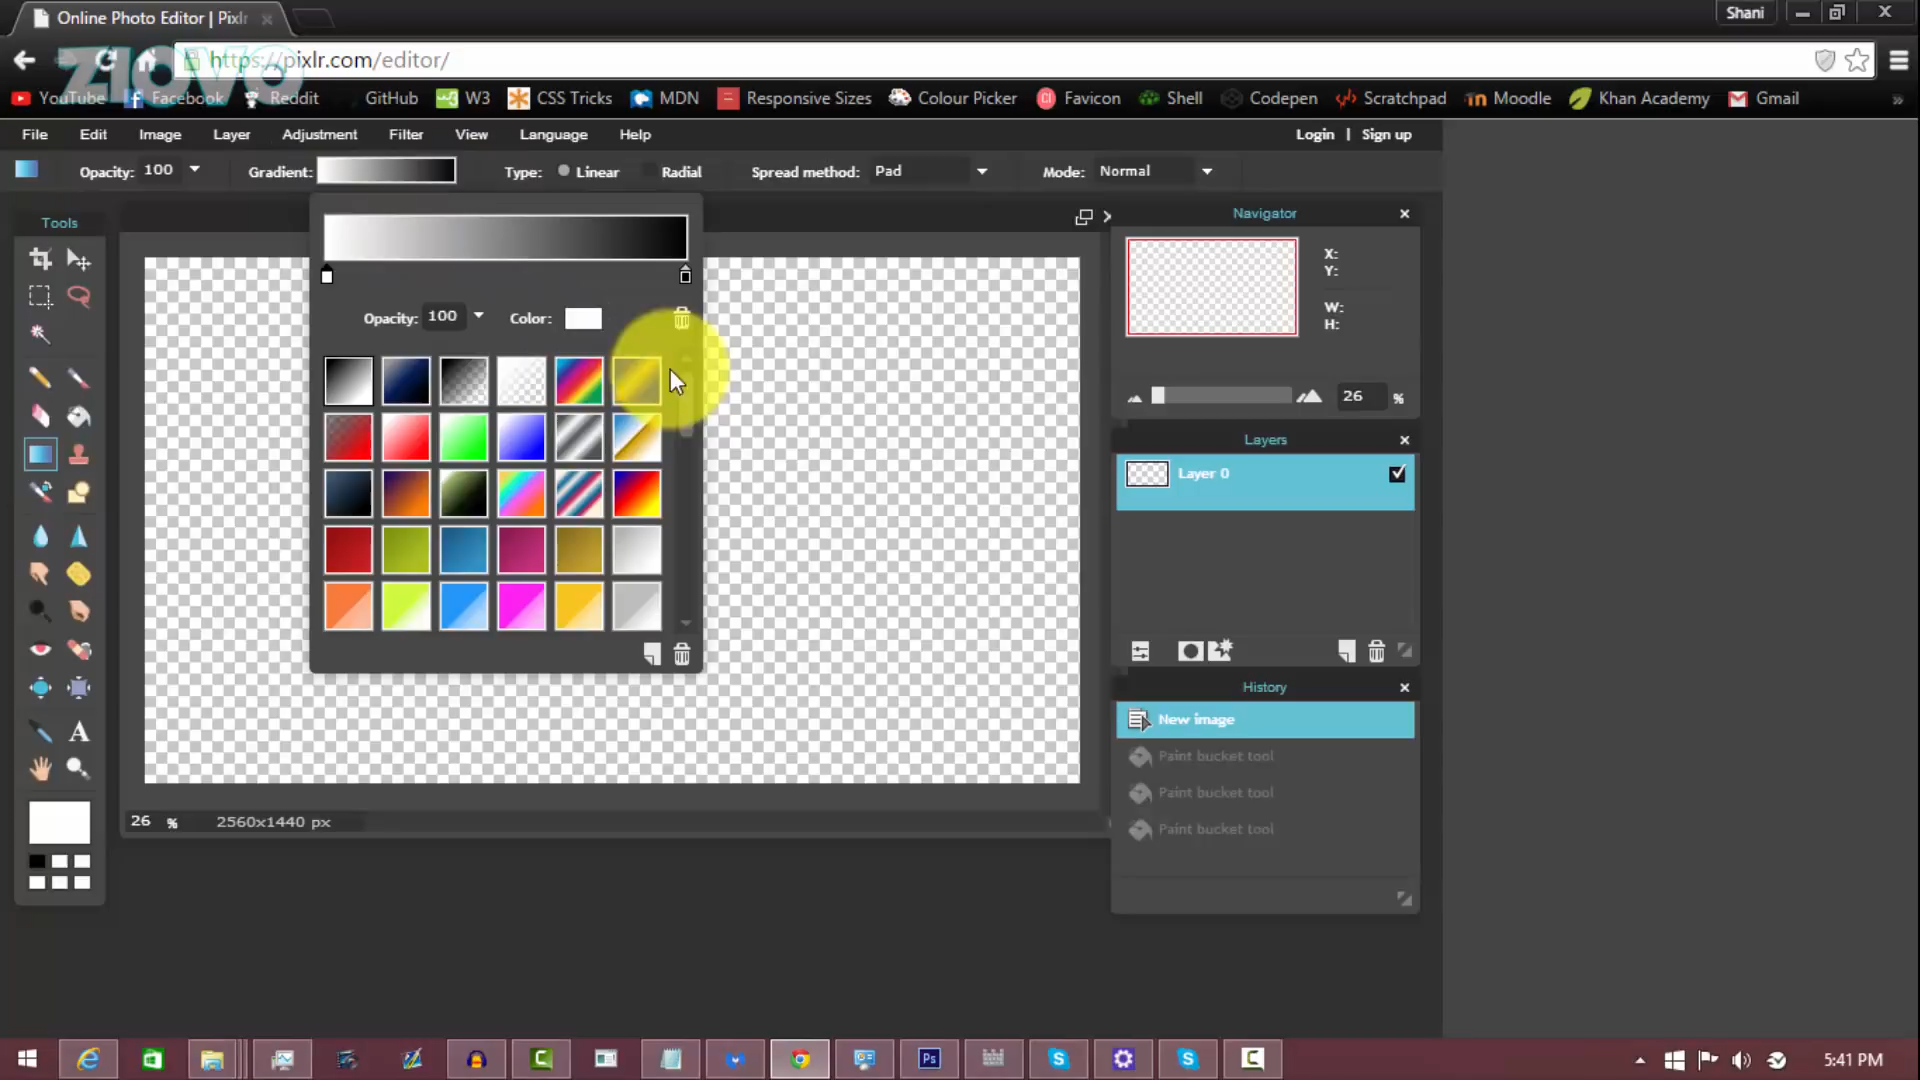 Online Photo Editor | Pixlr
Shani
ziovo
https://pixlr.com/editor/
YouTube Facebook Reddit GitHub W3 CSS Tricks MDN Responsive Sizes Colour Picker Favicon Shell Codepen Scratchpad Moodle Khan Academy Gmail
File Edit Image Layer Adjustment Filter View Language Help Login | Sign up
Opacity: 100 Gradient: Type: Linear Radial Spread method: Pad Mode: Normal
Tools
Navigator
X:
Y:
W:
H:
Opacity: 100 Color:
26 %
Layers
Layer 0
History
New image
Paint bucket tool
Paint bucket tool
Paint bucket tool
26 % 2560x1440 px
5:41 PM